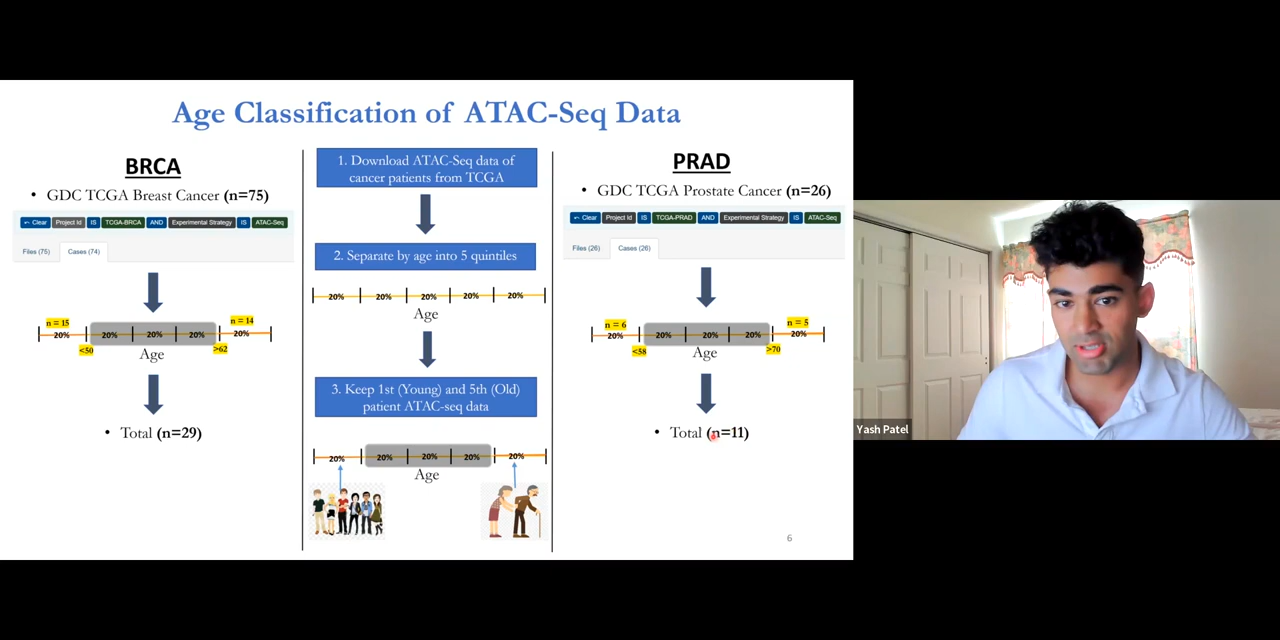 Age Classification of ATAC-Seq Data
BRCA
• GDC TCGA Breast Cancer (n=75)
Clear Project Id IS TCGA-BRCA AND Experimental Strategy IS ATAC-Seq
Files (75) Cases (74)
n = 15 n = 14
20% 20% 20% 20% 20%
<50 >62
Age
• Total (n=29)
1. Download ATAC-Seq data of
cancer patients from TCGA
2. Separate by age into 5 quintiles
20% 20% 20% 20% 20%
Age
3. Keep 1st (Young) and 5th (Old)
patient ATAC-seq data
20% 20% 20% 20% 20%
Age
PRAD
• GDC TCGA Prostate Cancer (n=26)
Clear Project Id IS TCGA-PRAD AND Experimental Strategy IS ATAC-Seq
Files (26) Cases (26)
n = 6 n = 5
20% 20% 20% 20% 20%
<58 >70
Age
• Total (n=11)
6
Yash Patel